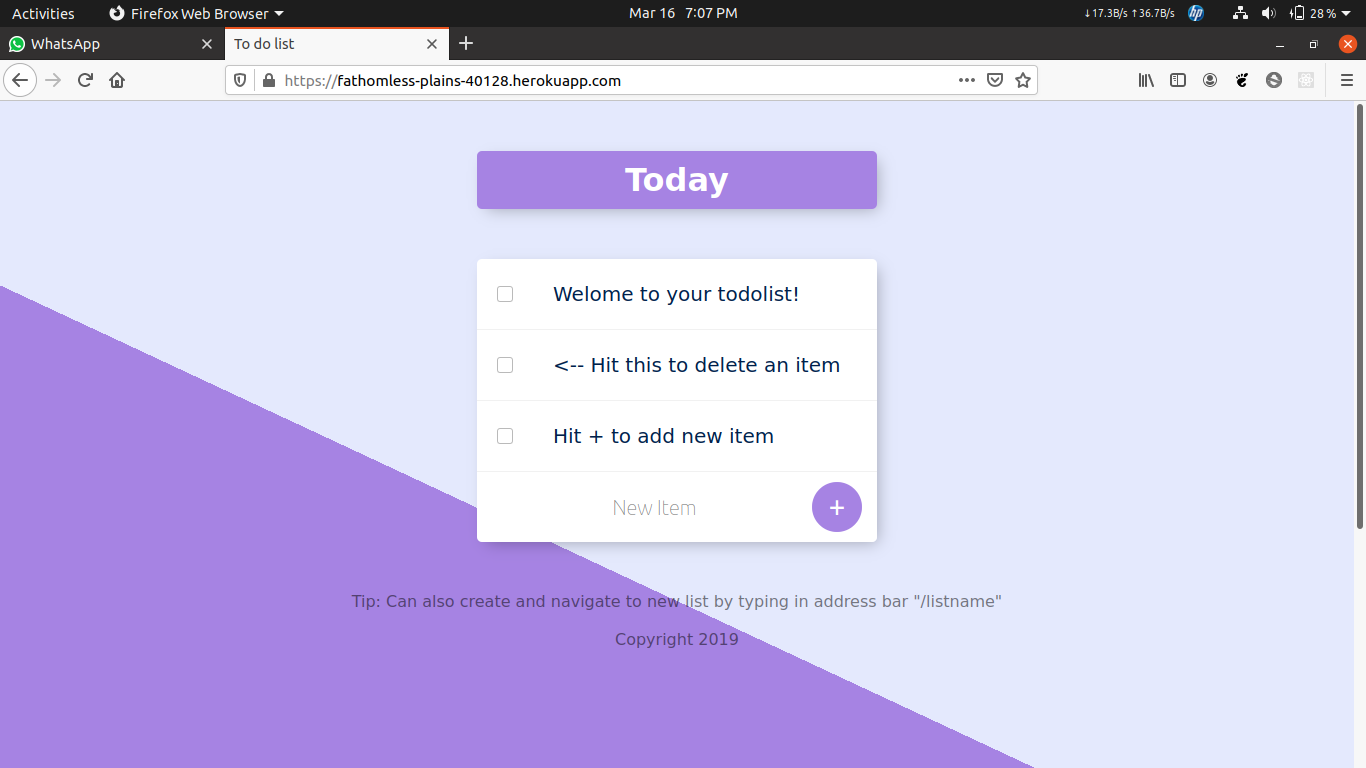 Activities Firefox Web Browser Mar 16 7:07 PM ↓17.3B/s ↑36.7B/s hp 28%
WhatsApp To do list
https://fathomless-plains-40128.herokuapp.com
Today
Welome to your todolist!
<-- Hit this to delete an item
Hit + to add new item
New Item +
Tip: Can also create and navigate to new list by typing in address bar "/listname"
Copyright 2019